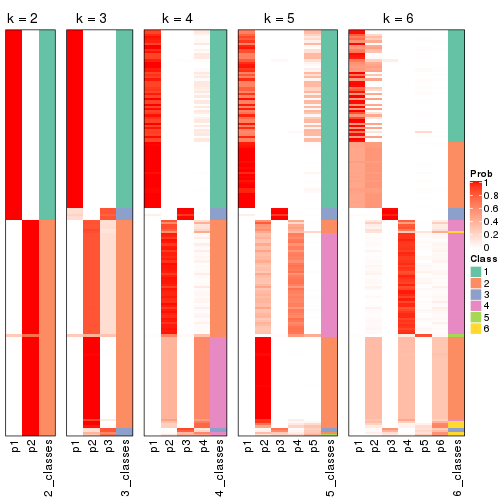 k = 2
k = 3
k = 4
k = 5
k = 6
p1
p2
2_classes
p1
p2
p3
3_classes
p1
p2
p3
p4
4_classes
p1
p2
p3
p4
p5
5_classes
p1
p2
p3
p4
p5
p6
6_classes
Prob
1
0.8
0.6
0.4
0.2
0
Class
1
2
3
4
5
6